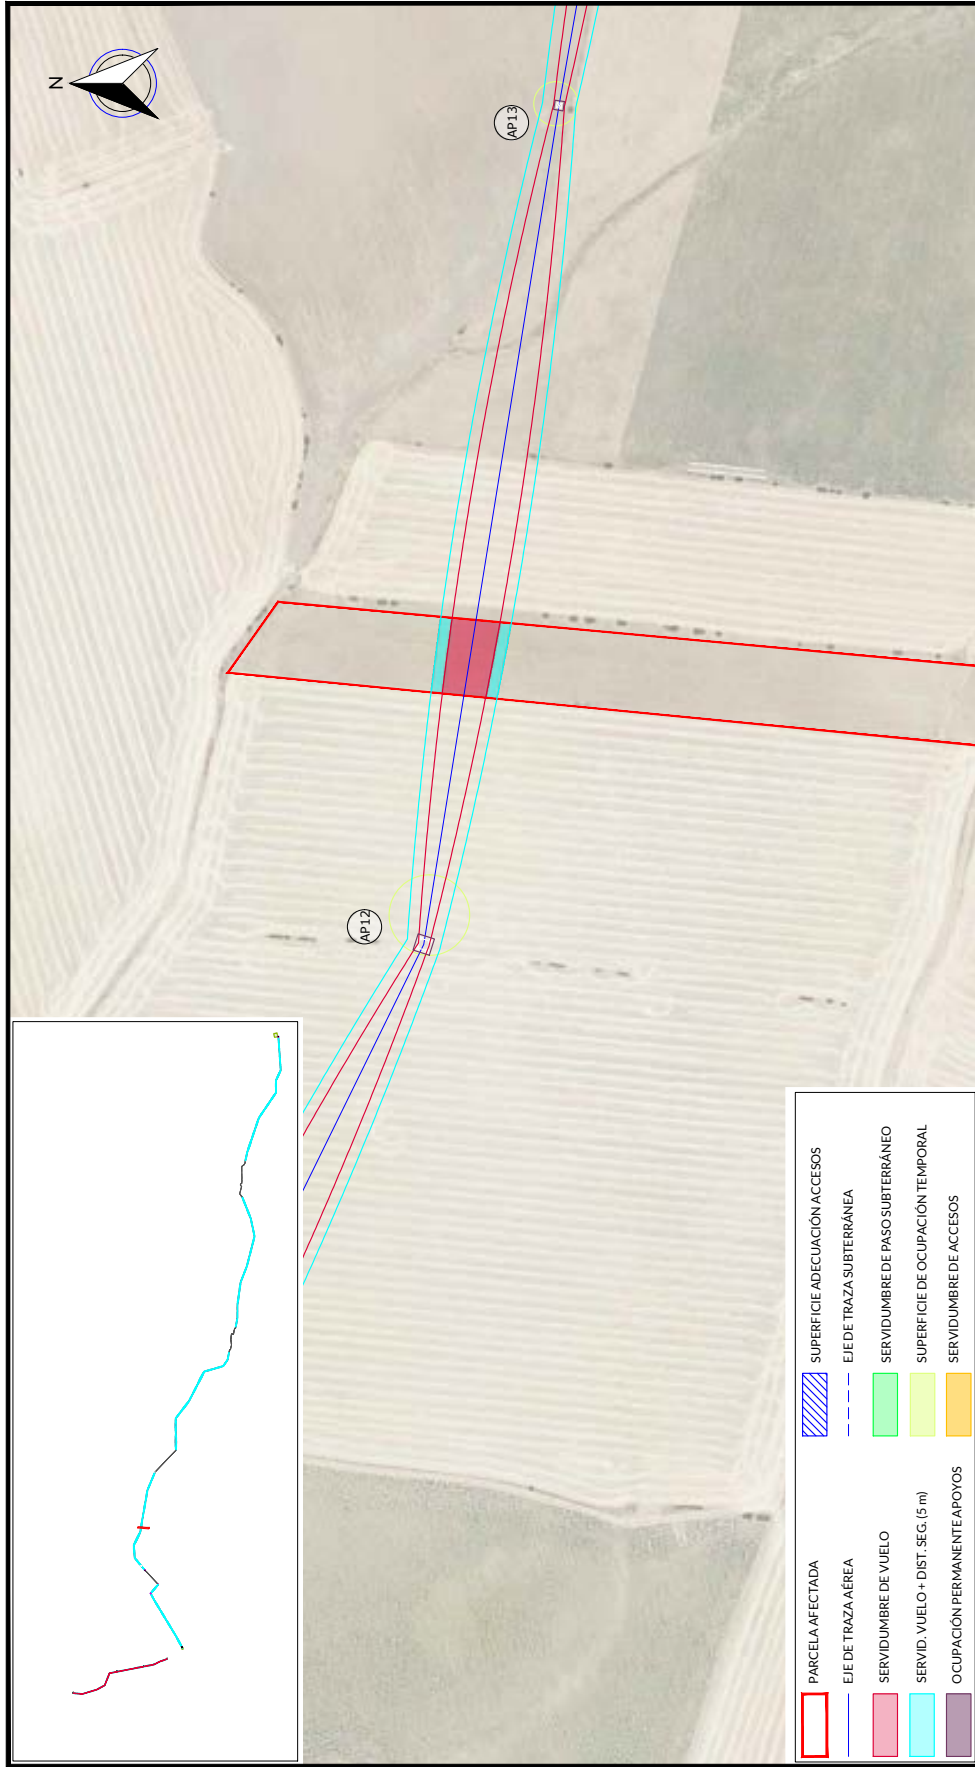 N
AP13
AP12
PARCELA AFECTADA
EJE DE TRAZA AÉREA
SERVIDUMBRE DE VUELO
SERVID. VUELO + DIST. SEG. (5 m)
OCUPACIÓN PERMANENTE APOYOS
SUPERFICIE ADECUACIÓN ACCESOS
EJE DE TRAZA SUBTERRÁNEA
SERVIDUMBRE DE PASO SUBTERRÁNEO
SUPERFICIE DE OCUPACIÓN TEMPORAL
SERVIDUMBRE DE ACCESOS